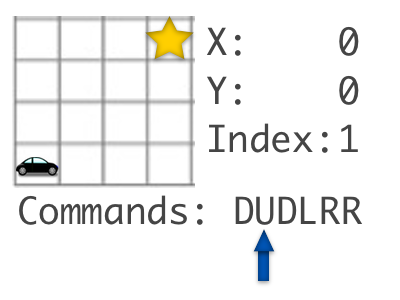 X: 0
Y: 0
Index:1
Commands: DUDLRR